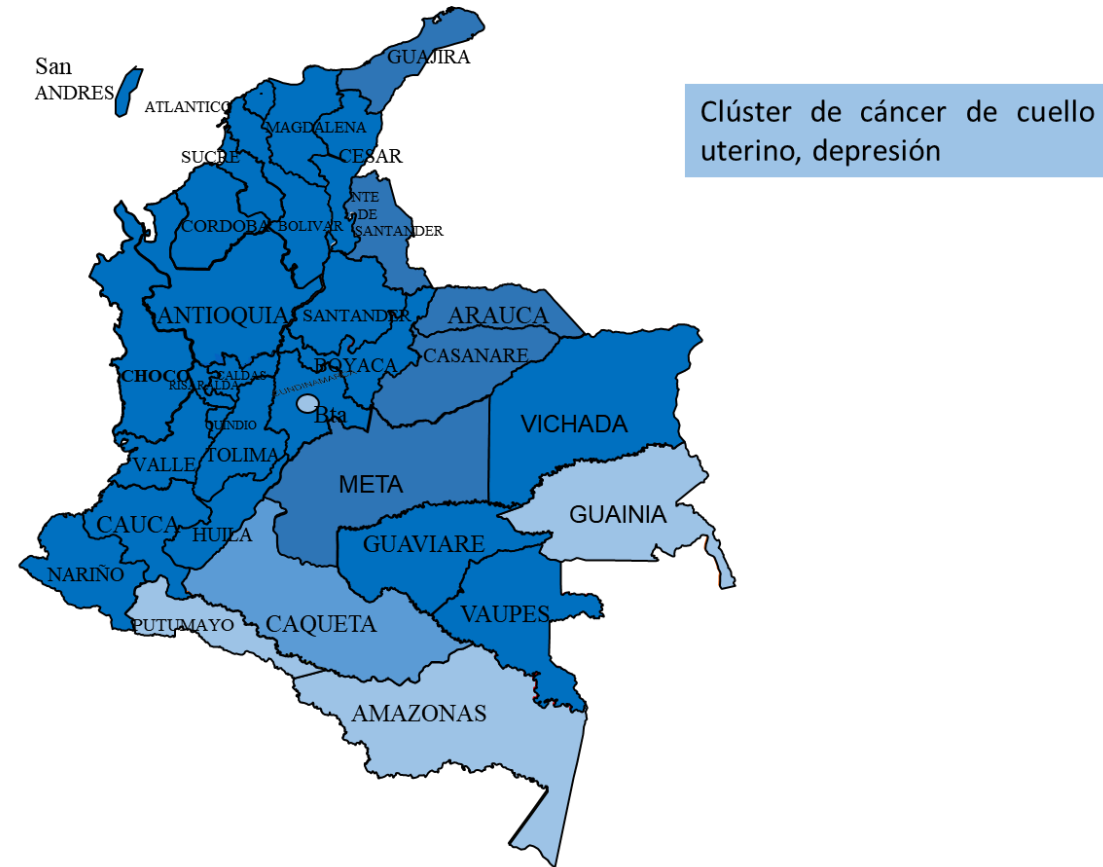 GUAJIRA
San
ANDRES
ATLANTICO
MAGDALENA
SUCRE
CESAR
NTE
DE
SANTANDER
CORDOBA
BOLIVAR
ANTIOQUIA
SANTANDER
ARAUCA
CASANARE
BOYACA
CHOCO
CALDAS
RISARALDA
Bta
VICHADA
TOLIMA
VALLE
META
GUAINIA
CAUCA
HUILA
GUAVIARE
NARIÑO
VAUPES
PUTUMAYO
CAQUETA
AMAZONAS
Clúster de cáncer de cuello
uterino, depresión